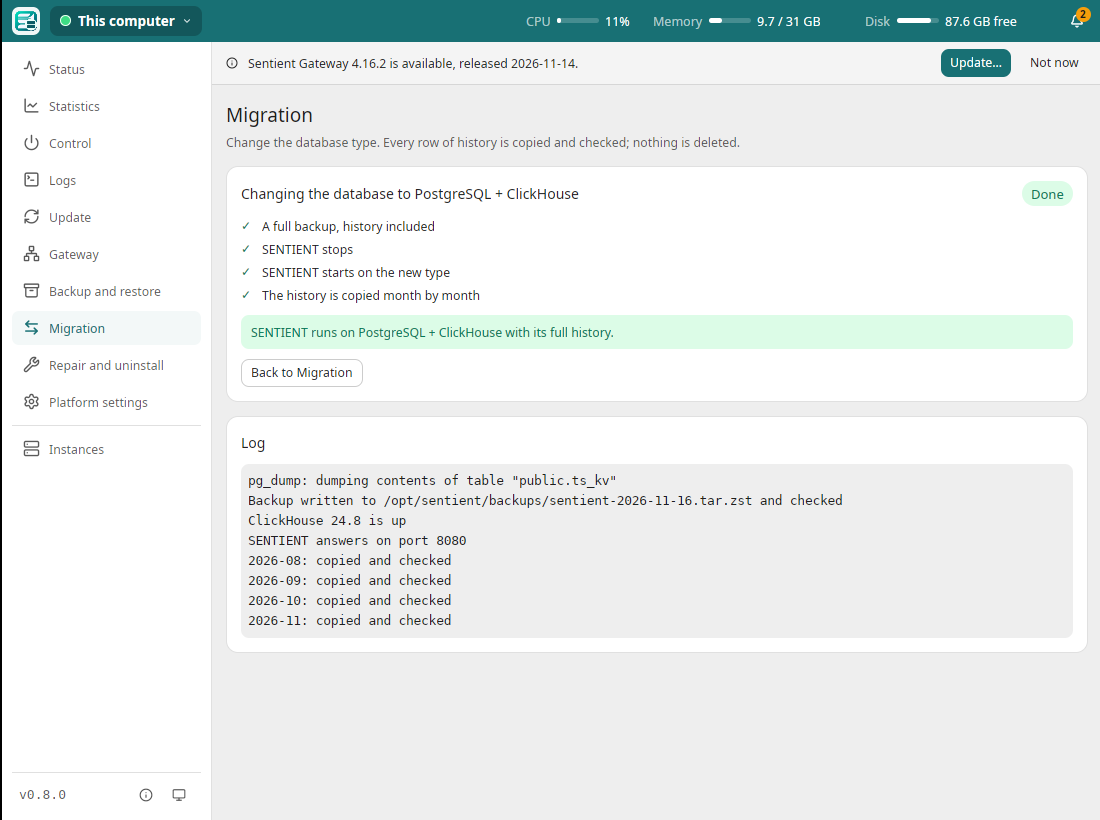 This computer
CPU 11%
Memory 9.7 / 31 GB
Disk 87.6 GB free
2
Status
Statistics
Control
Logs
Update
Gateway
Backup and restore
Migration
Repair and uninstall
Platform settings
Instances
v0.8.0
Sentient Gateway 4.16.2 is available, released 2026-11-14.
Update...
Not now
Migration
Change the database type. Every row of history is copied and checked; nothing is deleted.
Changing the database to PostgreSQL + ClickHouse
Done
✓ A full backup, history included
✓ SENTIENT stops
✓ SENTIENT starts on the new type
✓ The history is copied month by month
SENTIENT runs on PostgreSQL + ClickHouse with its full history.
Back to Migration
Log
pg_dump: dumping contents of table "public.ts_kv"
Backup written to /opt/sentient/backups/sentient-2026-11-16.tar.zst and checked
ClickHouse 24.8 is up
SENTIENT answers on port 8080
2026-08: copied and checked
2026-09: copied and checked
2026-10: copied and checked
2026-11: copied and checked